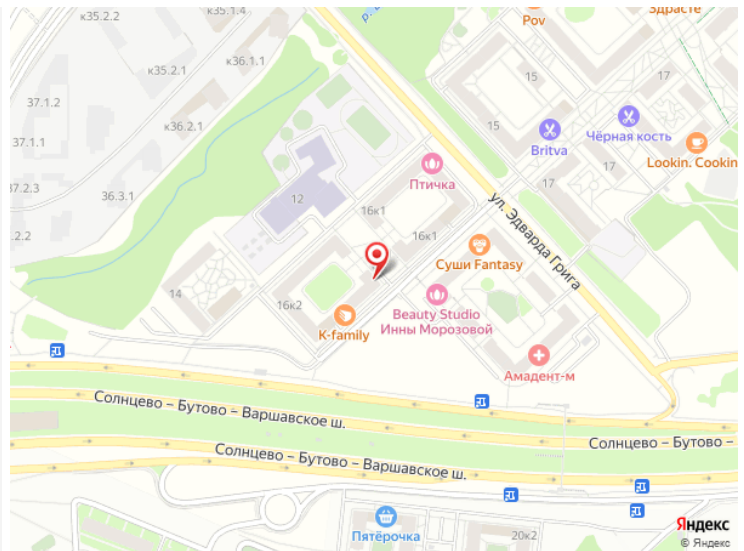 к35.2.2
к35.1.4
р.
Pov
Здрасте
к35.2.1
к36.1.1
37.1.2
15
17
к36.2.1
15
37.1.1
Britva
Чёрная кость
Lookin. Cookin
Птичка
17
17
37.2.3
36.3.1
12
16к1
ул. Эдварда Грига
.2.2
16к1
Суши Fantasy
14
16к2
K-family
Beauty Studio
Инны Морозовой
Амадент-м
Солнцево – Бутово – Варшавское ш.
Солнцево – Бутово –
Солнцево – Бутово – Варшавское ш.
Пятёрочка
20к2
Яндекс
© Яндекс